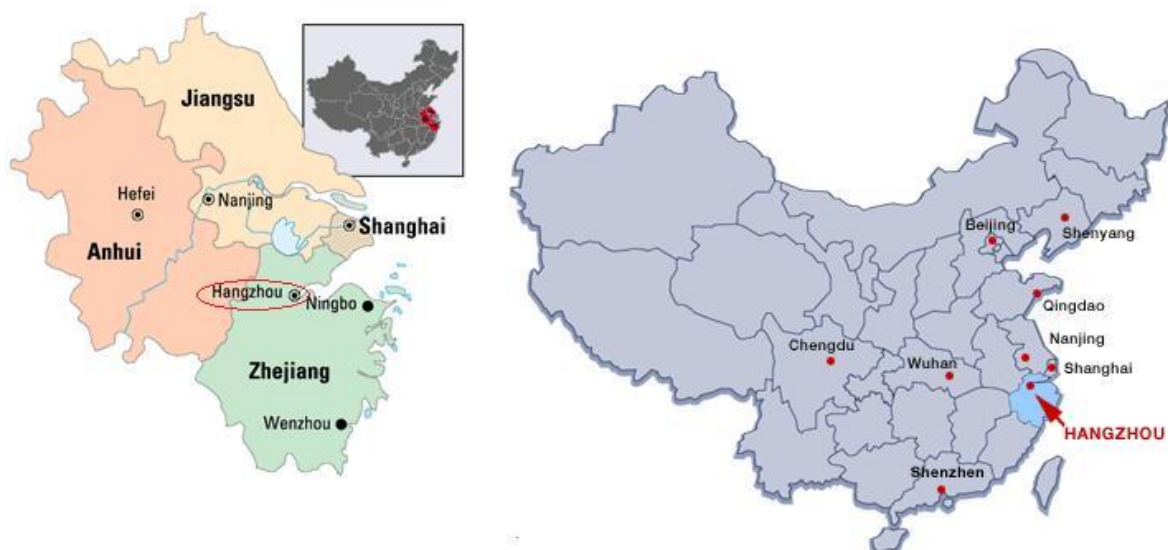 Jiangsu
Hefei
Nanjing
Shanghai
Anhui
Hangzhou
Ningbo
Zhejiang
Wenzhou
Beijing
Shenyang
Qingdao
Nanjing
Chengdu
Wuhan
Shanghai
HANGZHOU
Shenzhen